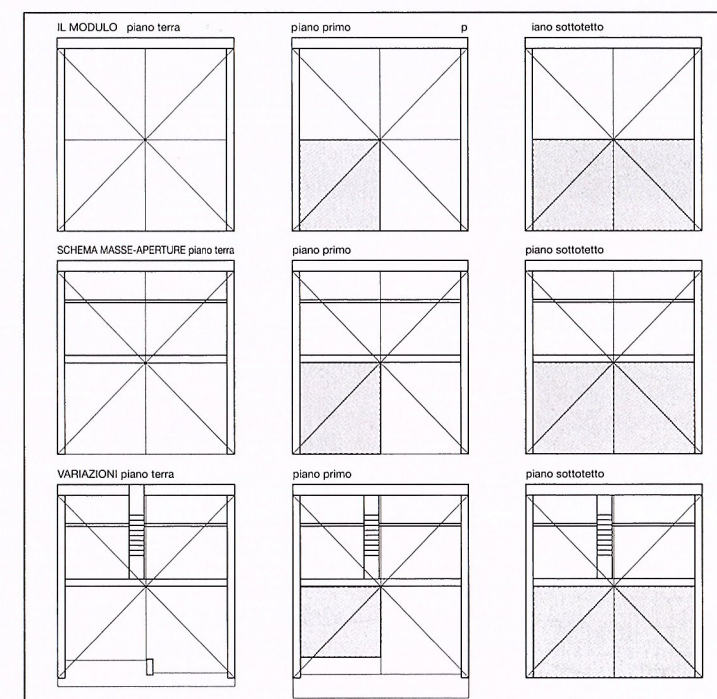 IL MODULO piano terra
piano primo p
iano sottotetto
SCHEMA MASSE-APERTURE piano terra
piano primo
piano sottotetto
VARIAZIONI piano terra
piano primo
piano sottotetto